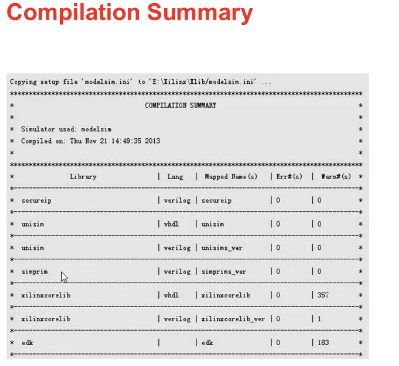 Compilation Summary
Copying setup file 'modelsim.ini' to 'E:\Xilinx\Xlib/modelsim.ini' ...
COMPILATION SUMMARY
* Simulator used: modelsim *
* Compiled on: Thu Nov 21 14:49:35 2013 *
* Library | Lang | Mapped Name(s) | Err#(s) | Warn#(s) *
* secureip | verilog | secureip | 0 | 0 *
* unisim | vhdl | unisim | 0 | 0 *
* unisim | verilog | unisims_ver | 0 | 0 *
* simprim | verilog | simprims_ver | 0 | 0 *
* xilinxcorelib | vhdl | xilinxcorelib | 0 | 357 *
* xilinxcorelib | verilog | xilinxcorelib_ver | 0 | 1 *
* edk | | edk | 0 | 183 *